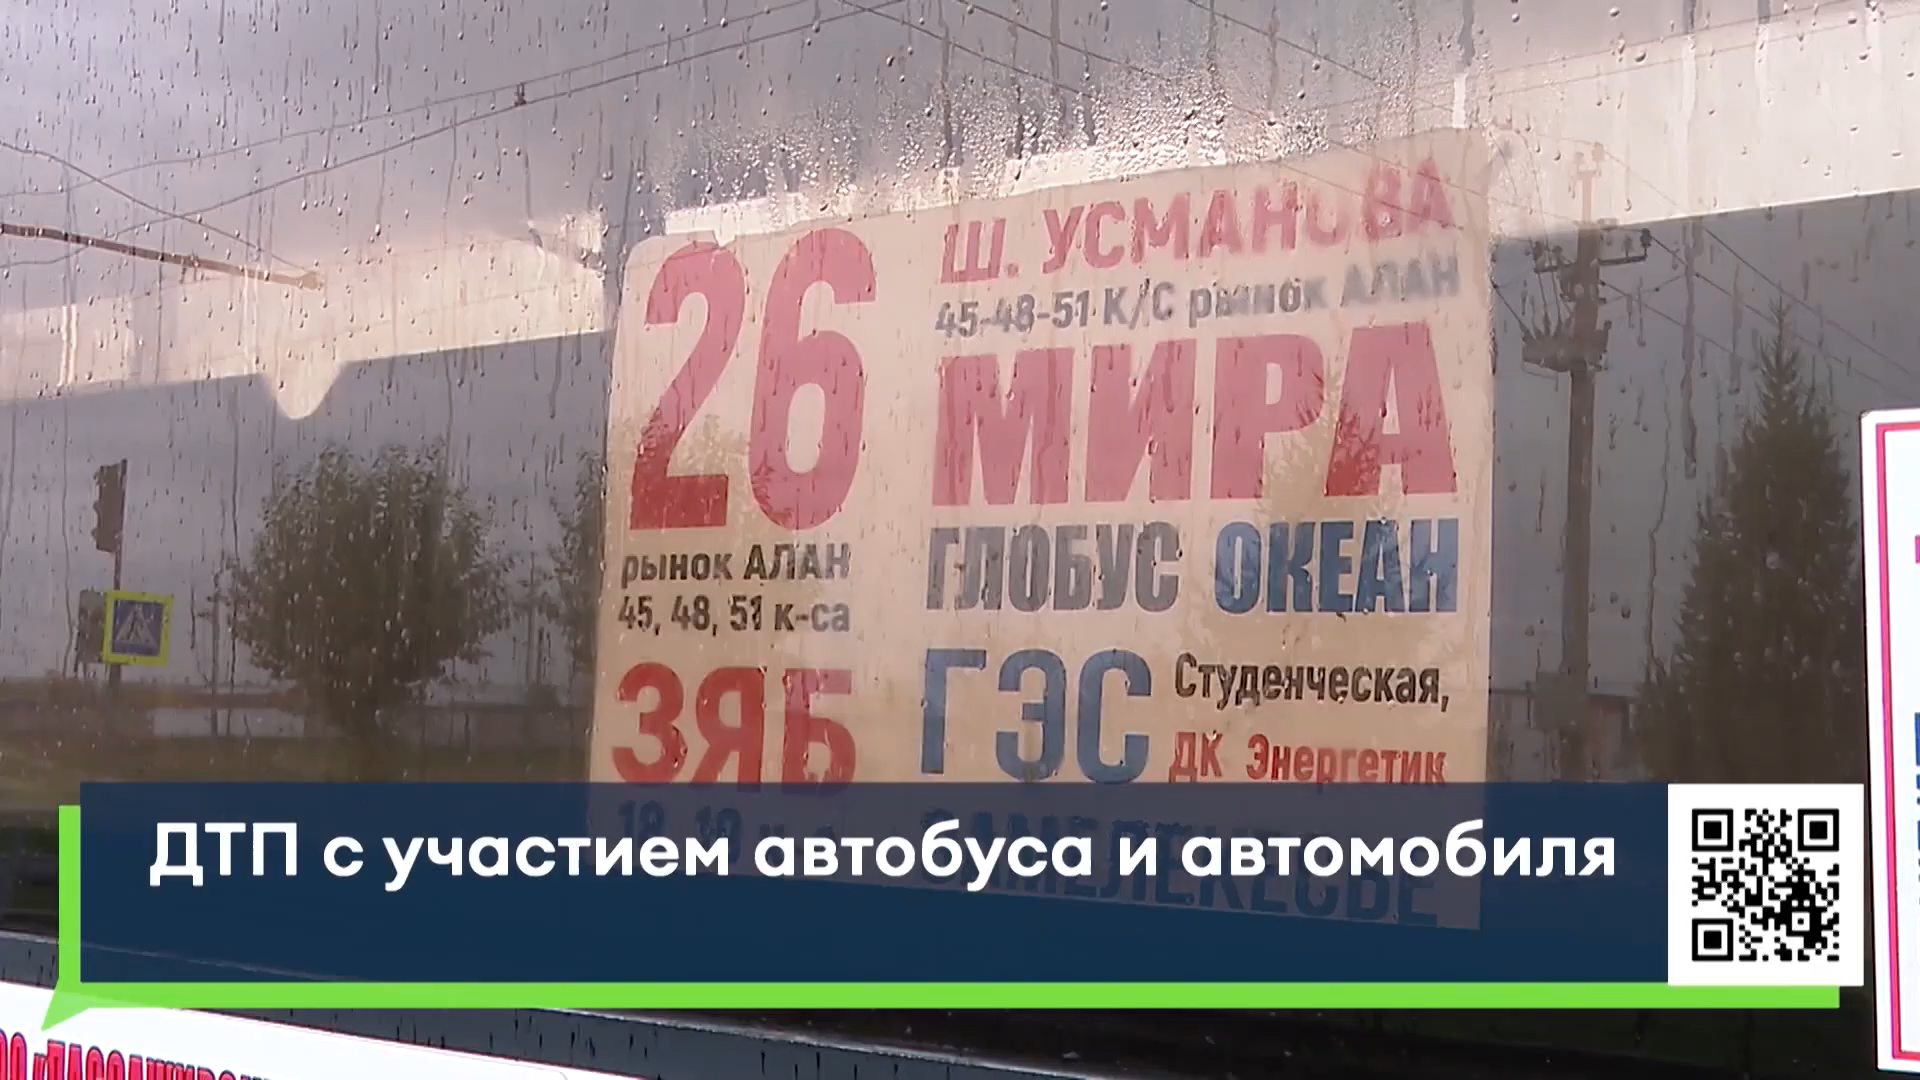 26
рынок АЛАН
45, 48, 51 к-са
ЗЯБ
Ш. УСМАНОВА
45-48-51 К/С рынок АЛАН
МИРА
ГЛОБУС ОКЕАН
ГЭС Студенческая,
ДК Энергетик
ЗАМЕЛЕКЕСЬЕ
ДТП с участием автобуса и автомобиля